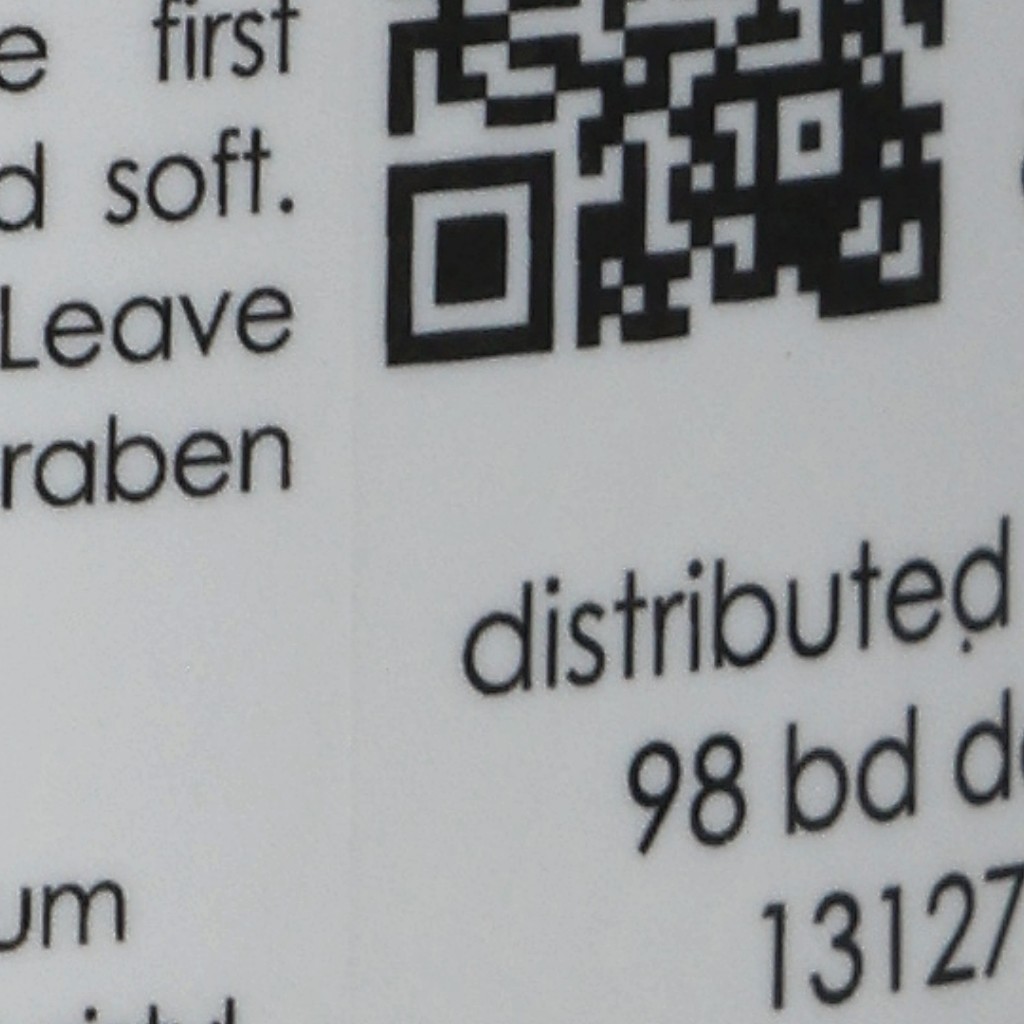 first
soft.
Leave
raben
distributed
98 bd
13127
um